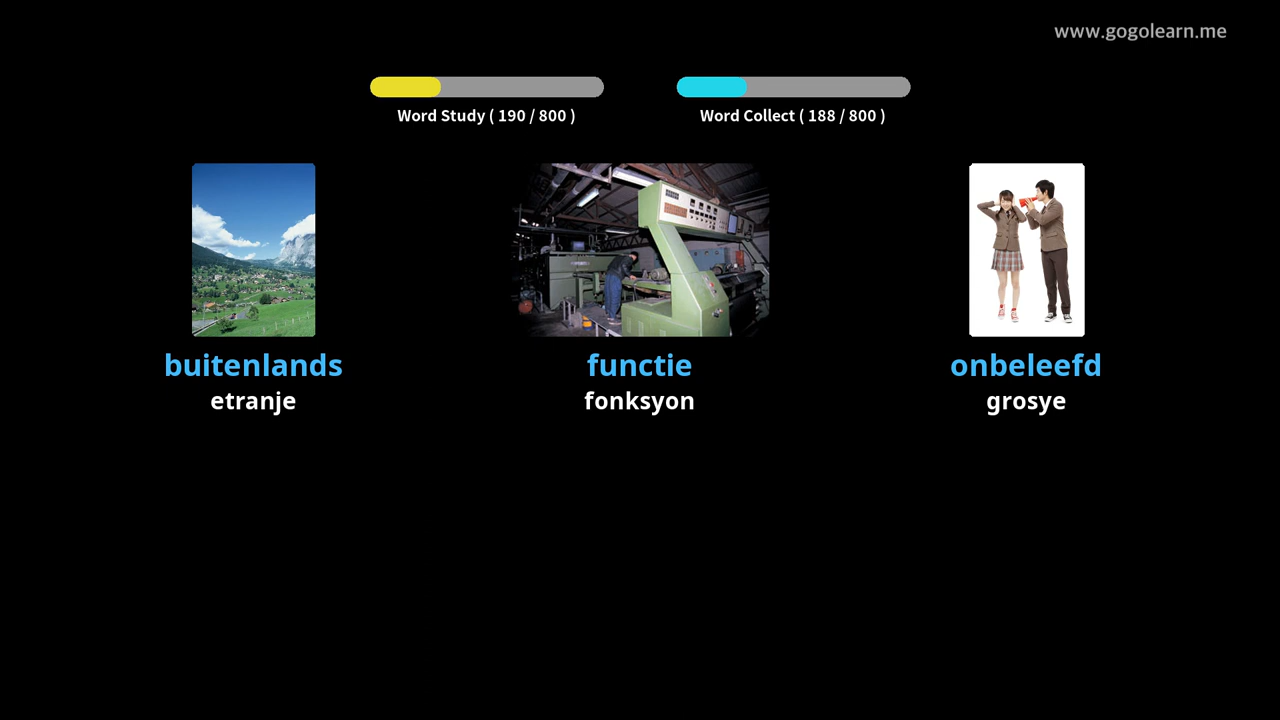 www.gogolearn.me
Word Study ( 190 / 800 )
Word Collect ( 188 / 800 )
buitenlands
etranje
functie
fonksyon
onbeleefd
grosye